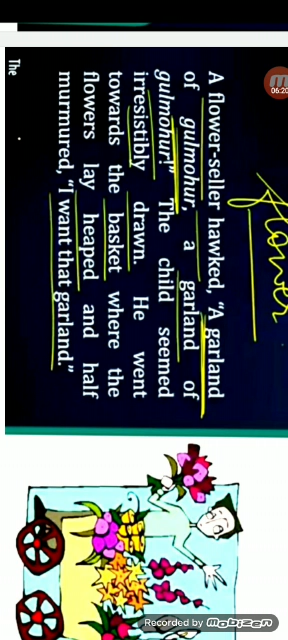 flower
A flower-seller hawked, “A garland
of gulmohur, a garland of
gulmohur!” The child seemed
irresistibly drawn. He went
towards the basket where the
flowers lay heaped and half
murmured, “I want that garland.”
The
06:20
Recorded by mobizen